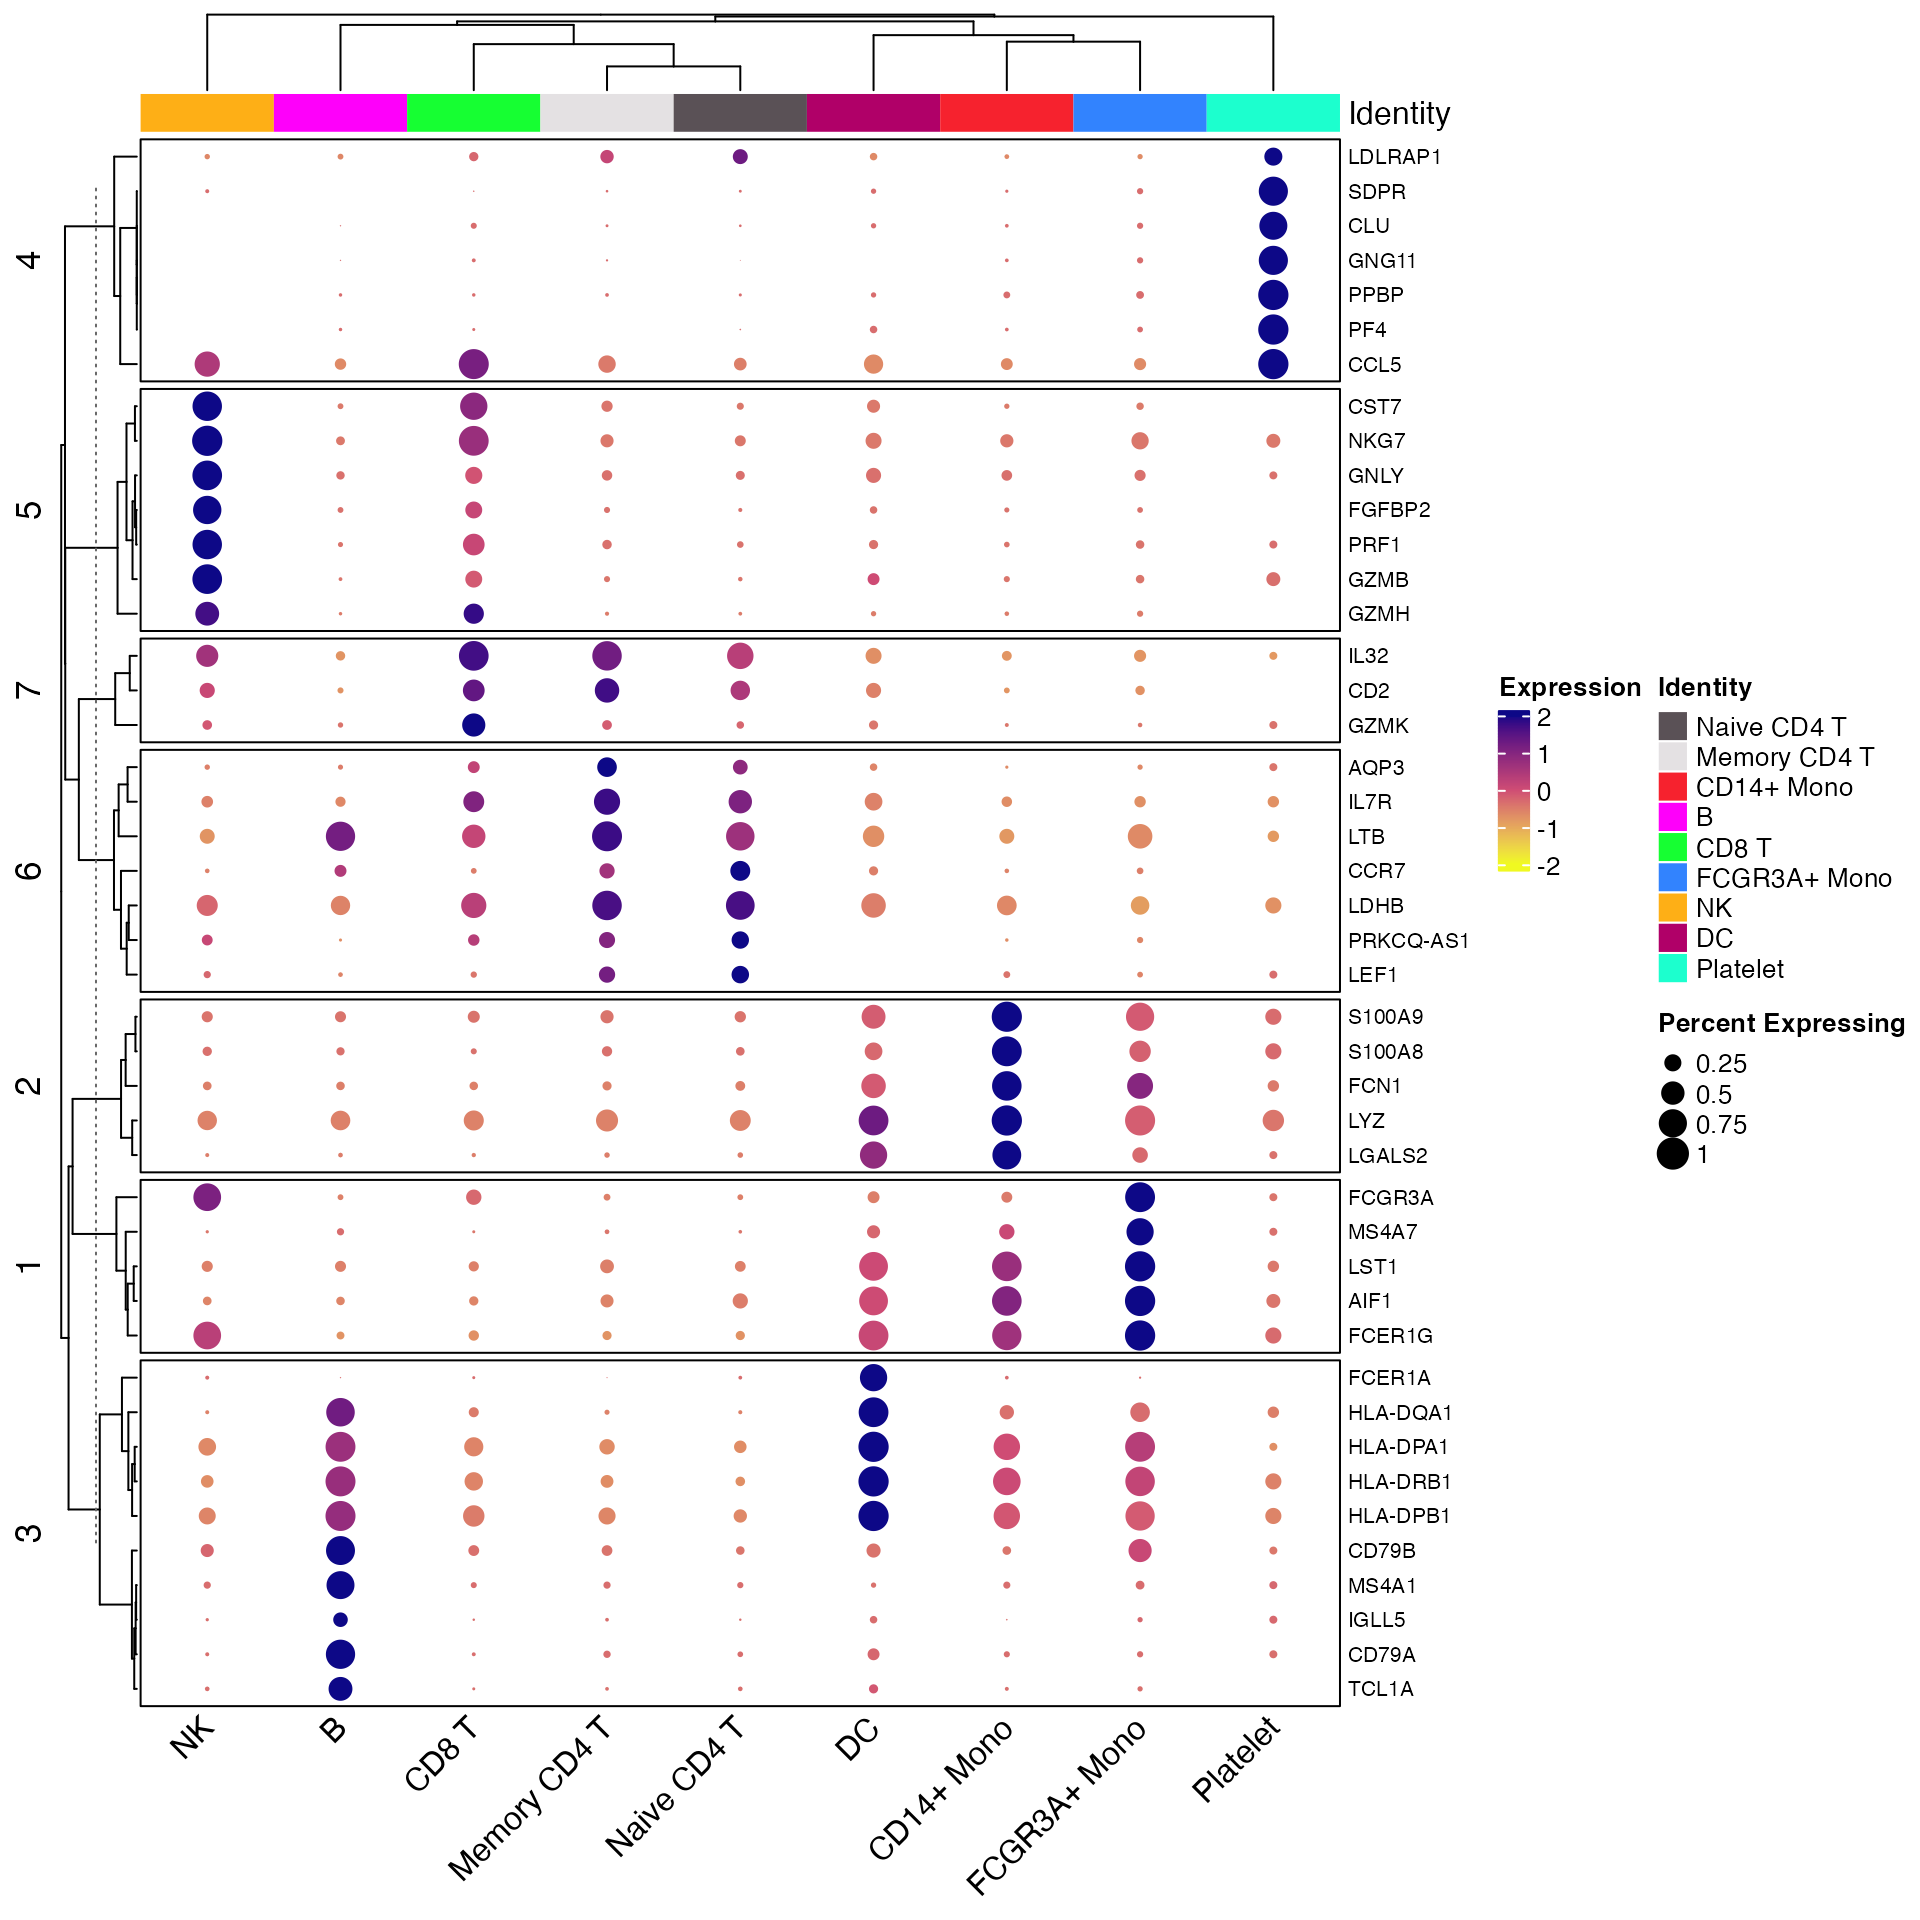 Identity
4
LDLRAP1
SDPR
CLU
GNG11
PPBP
PF4
CCL5
5
CST7
NKG7
GNLY
FGFBP2
PRF1
GZMB
GZMH
7
IL32
CD2
GZMK
6
AQP3
IL7R
LTB
CCR7
LDHB
PRKCQ-AS1
LEF1
2
S100A9
S100A8
FCN1
LYZ
LGALS2
1
FCGR3A
MS4A7
LST1
AIF1
FCER1G
3
FCER1A
HLA-DQA1
HLA-DPA1
HLA-DRB1
HLA-DPB1
CD79B
MS4A1
IGLL5
CD79A
TCL1A
NK
B
CD8 T
Memory CD4 T
Naive CD4 T
DC
CD14+ Mono
FCGR3A+ Mono
Platelet
Expression
2
1
0
-1
-2
Identity
Naive CD4 T
Memory CD4 T
CD14+ Mono
B
CD8 T
FCGR3A+ Mono
NK
DC
Platelet
Percent Expressing
0.25
0.5
0.75
1